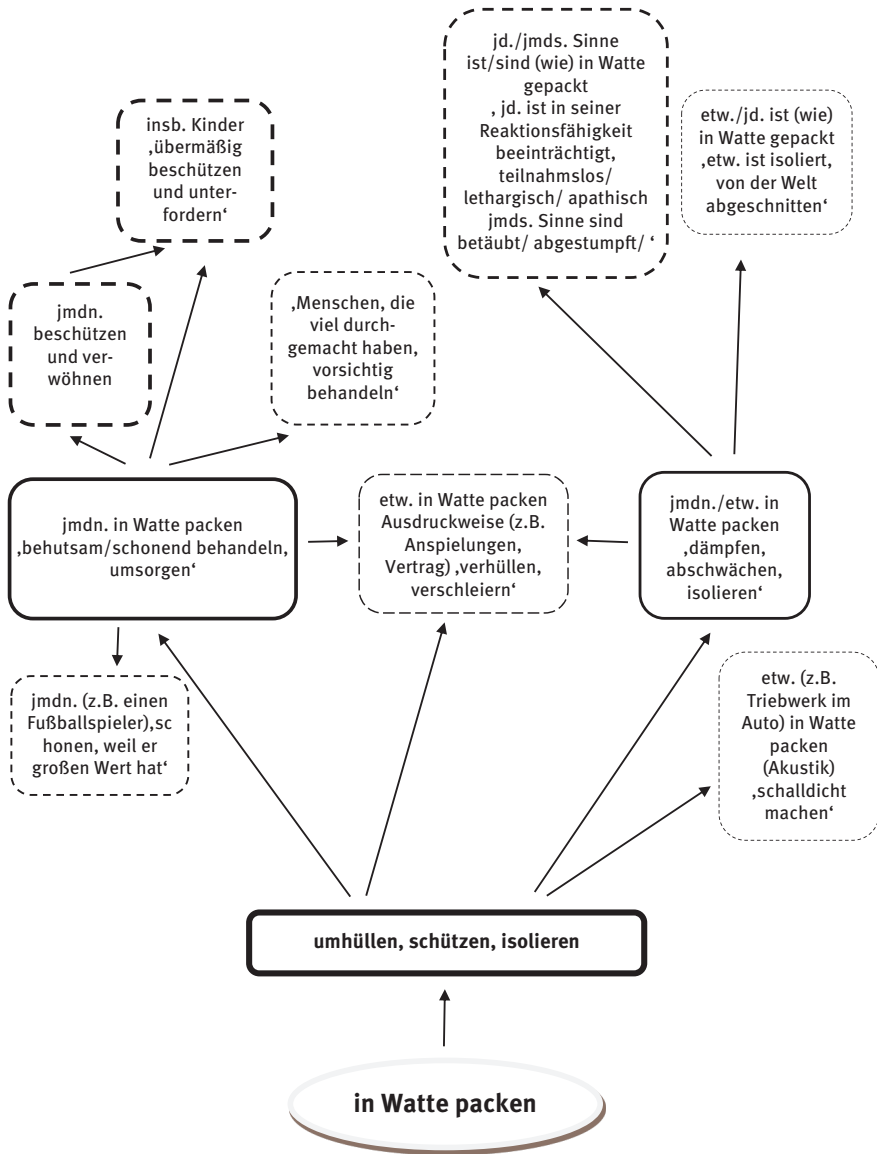 jd./jmds. Sinne
ist/sind (wie) in Watte
gepackt
‚ jd. ist in seiner
Reaktionsfähigkeit
beeinträchtigt,
teilnahmslos/
lethargisch/ apathisch
jmds. Sinne sind
betäubt/ abgestumpft/ ‘
etw./jd. ist (wie)
in Watte gepackt
‚etw. ist isoliert,
von der Welt
abgeschnitten‘
insb. Kinder
‚übermäßig
beschützen
und unter-
fordern‘
jmdn.
beschützen
und ver-
wöhnen
‚Menschen, die
viel durch-
gemacht haben,
vorsichtig
behandeln‘
jmdn. in Watte packen
‚behutsam/schonend behandeln,
umsorgen‘
etw. in Watte packen
Ausdruckweise (z.B.
Anspielungen,
Vertrag) ‚verhüllen,
verschleiern‘
jmdn./etw. in
Watte packen
‚dämpfen,
abschwächen,
isolieren‘
jmdn. (z.B. einen
Fußballspieler)‚sc
honen, weil er
großen Wert hat‘
etw. (z.B.
Triebwerk im
Auto) in Watte
packen
(Akustik)
‚schalldicht
machen‘
umhüllen, schützen, isolieren
in Watte packen